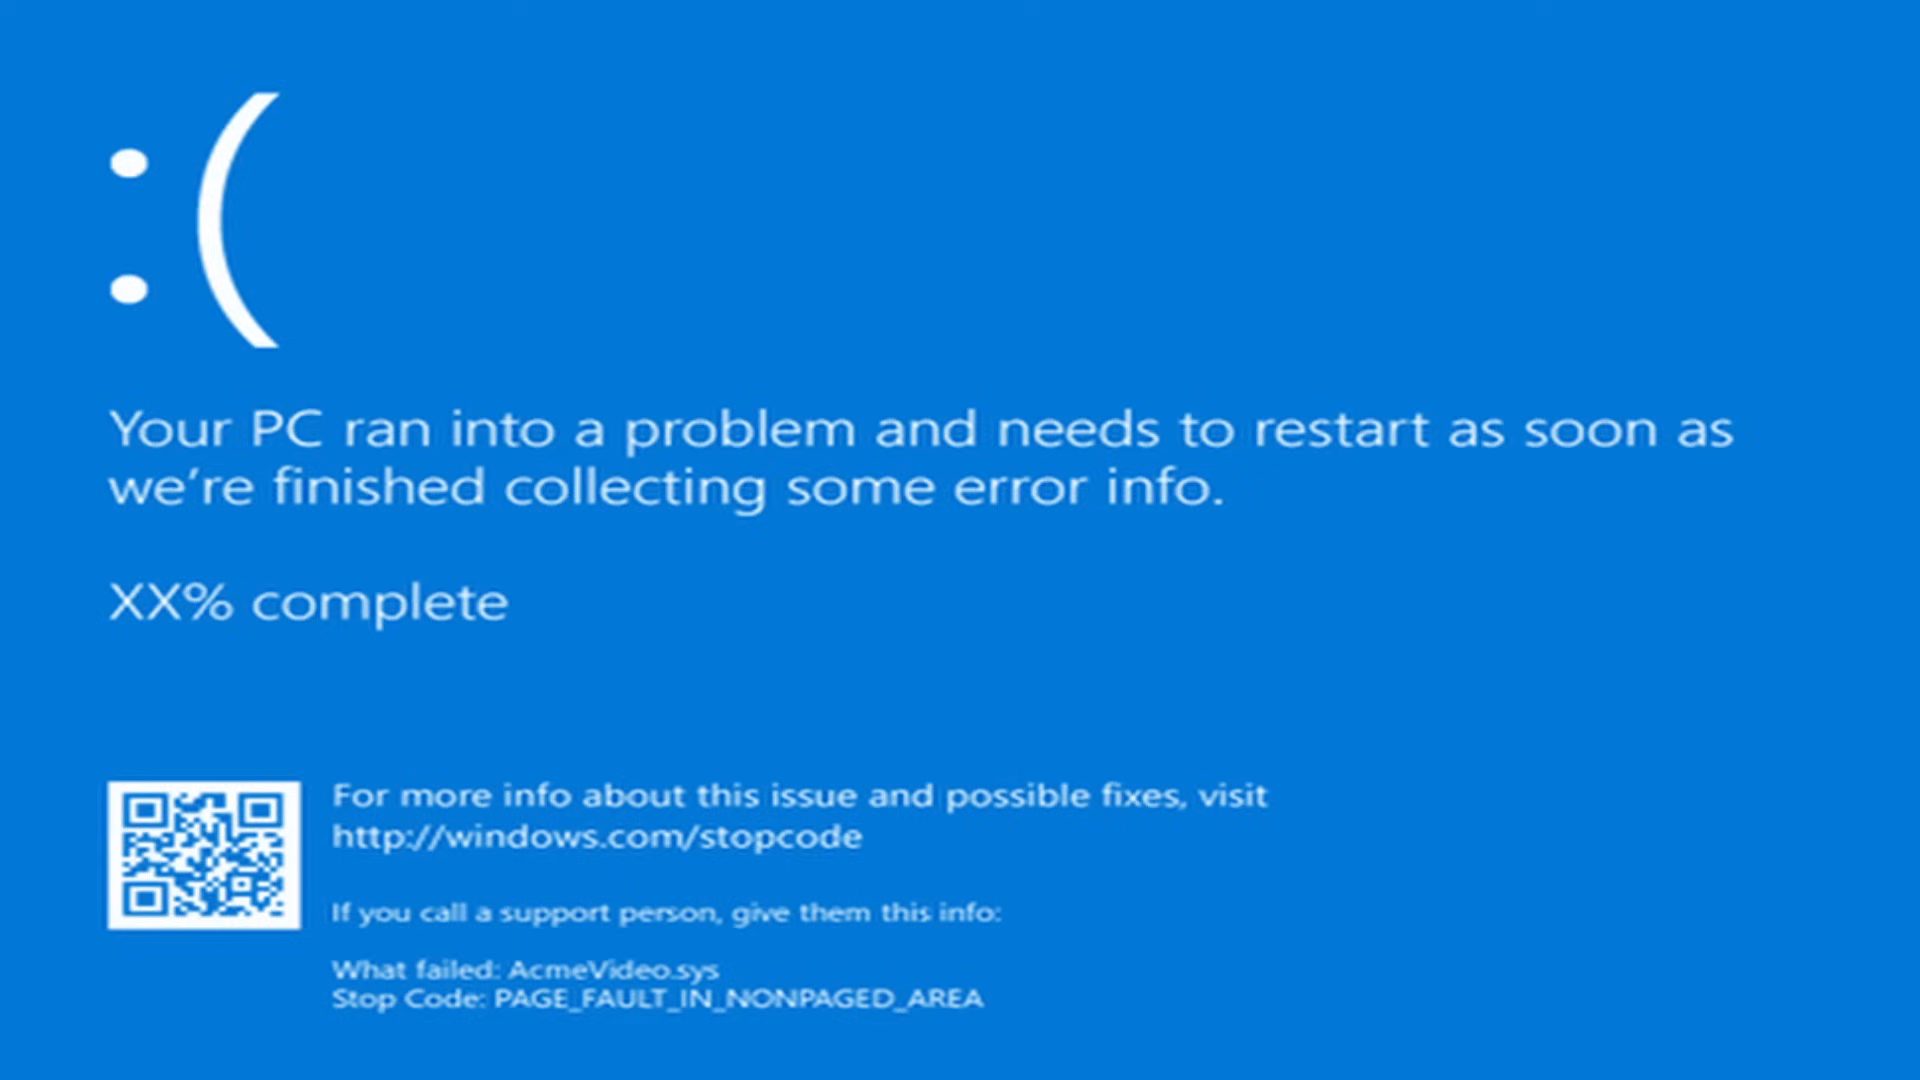 :(
Your PC ran into a problem and needs to restart as soon as
we’re finished collecting some error info.
XX% complete
For more info about this issue and possible fixes, visit
http://windows.com/stopcode
If you call a support person, give them this info:
What failed: AcmeVideo.sys
Stop Code: PAGE_FAULT_IN_NONPAGED_AREA